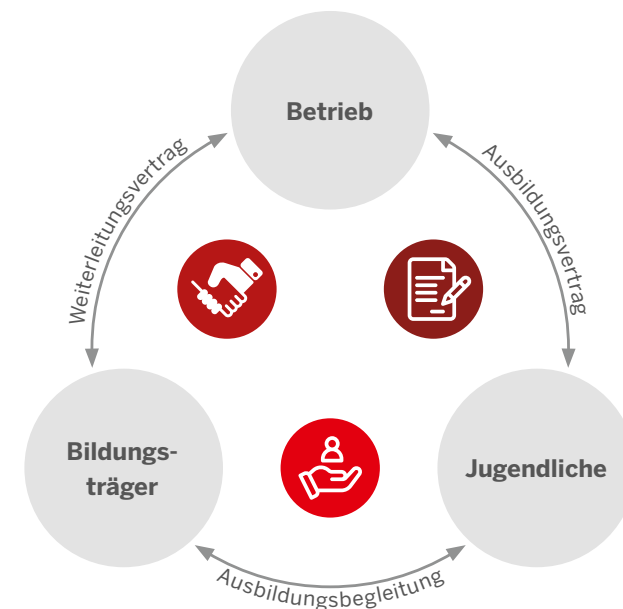 Betrieb
Weiterleitungsvertrag
Ausbildungsvertrag
Bildungs-
träger
Jugendliche
Ausbildungsbegleitung